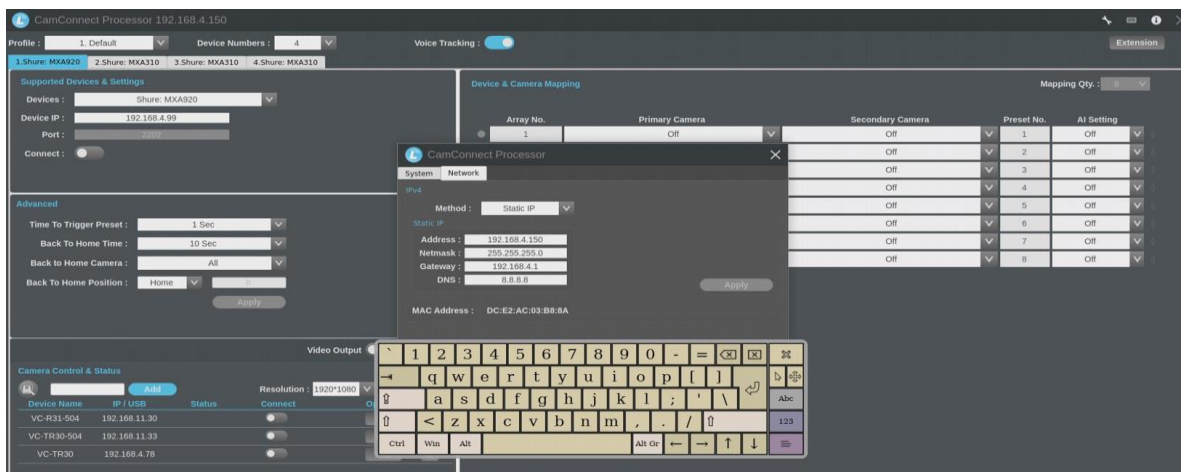 CamConnect Processor 192.168.4.150
Profile : 1. Default Device Numbers : 4 Voice Tracking : Extension
1.Shure: MXA920 2.Shure: MXA310 3.Shure: MXA310 4.Shure: MXA310
Supported Devices & Settings
Devices : Shure: MXA920
Device IP : 192.168.4.99
Port : 2202
Connect :
Device & Camera Mapping Mapping Qty. : 8
Array No. Primary Camera Secondary Camera Preset No. AI Setting
1 Off Off 1 Off
Off 2 Off
Off 3 Off
Off 4 Off
Off 5 Off
Off 6 Off
Off 7 Off
Off 8 Off
Advanced
Time To Trigger Preset : 1 Sec
Back To Home Time : 10 Sec
Back to Home Camera : All
Back To Home Position : Home 0
Apply
CamConnect Processor
System Network
IPv4
Method : Static IP
Static IP
Address : 192.168.4.150
Netmask : 255.255.255.0
Gateway : 192.168.4.1
DNS : 8.8.8.8
Apply
MAC Address : DC:E2:AC:03:B8:8A
Video Output
Camera Control & Status
Add Resolution : 1920*1080
Device Name IP / USB Status Connect
VC-R31-504 192.168.11.30
VC-TR30-504 192.168.11.33
VC-TR30 192.168.4.78
` 1 2 3 4 5 6 7 8 9 0 - =
q w e r t y u i o p [ ]
a s d f g h j k l ; ' \ Abc
< z x c v b n m , . / 123
Ctrl Win Alt Alt Gr